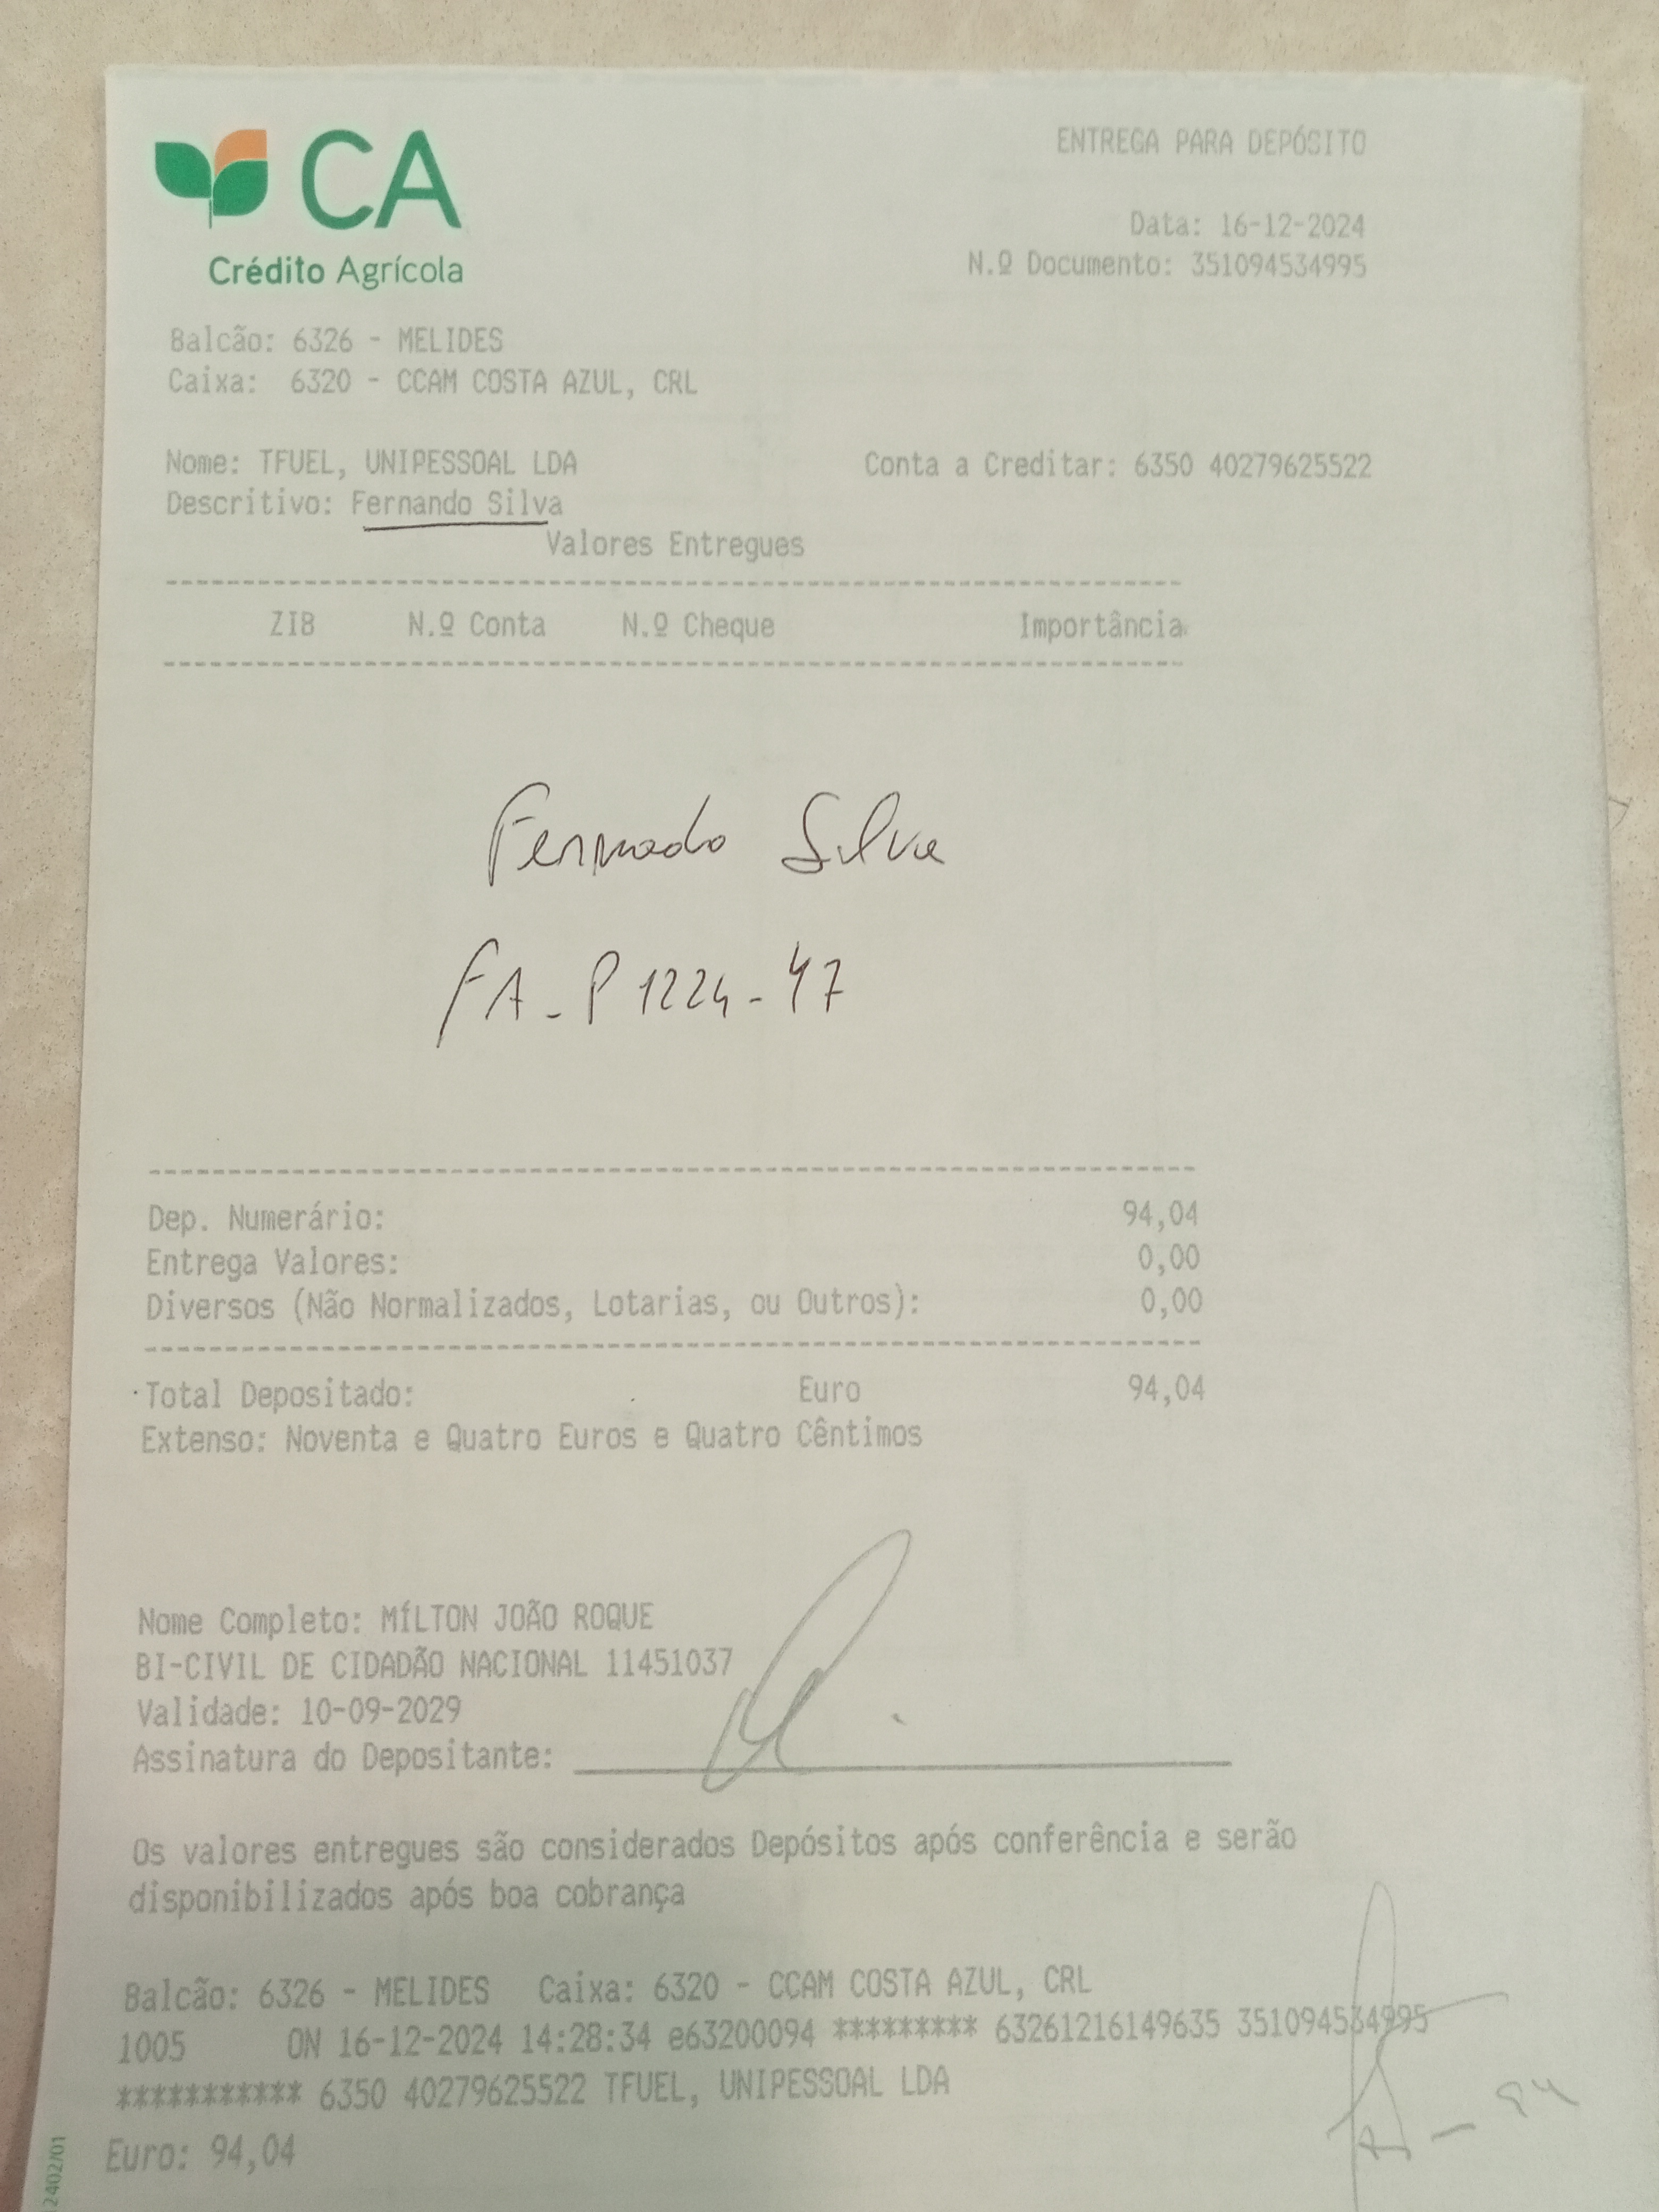 CA
Crédito Agrícola
ENTREGA PARA DEPÓSITO
Data: 16-12-2024
N.º Documento: 351094534995
Balcão: 6326 - MELIDES
Caixa: 6320 - CCAM COSTA AZUL, CRL
Nome: TFUEL, UNIPESSOAL LDA Conta a Creditar: 6350 40279625522
Descritivo: Fernando Silva
Valores Entregues
ZIB N.º Conta N.º Cheque Importância
Fernando Silva
FA-P1224-47
Dep. Numerário: 94,04
Entrega Valores: 0,00
Diversos (Não Normalizados, Lotarias, ou Outros): 0,00
Total Depositado: Euro 94,04
Extenso: Noventa e Quatro Euros e Quatro Cêntimos
Nome Completo: MÍLTON JOÃO ROQUE
BI-CIVIL DE CIDADÃO NACIONAL 11451037
Validade: 10-09-2029
Assinatura do Depositante:
Os valores entregues são considerados Depósitos após conferência e serão
disponibilizados após boa cobrança
Balcão: 6326 - MELIDES Caixa: 6320 - CCAM COSTA AZUL, CRL
1005 ON 16-12-2024 14:28:34 e63200094 ********* 63261216149635 351094534995
*********** 6350 40279625522 TFUEL, UNIPESSOAL LDA
Euro: 94,04